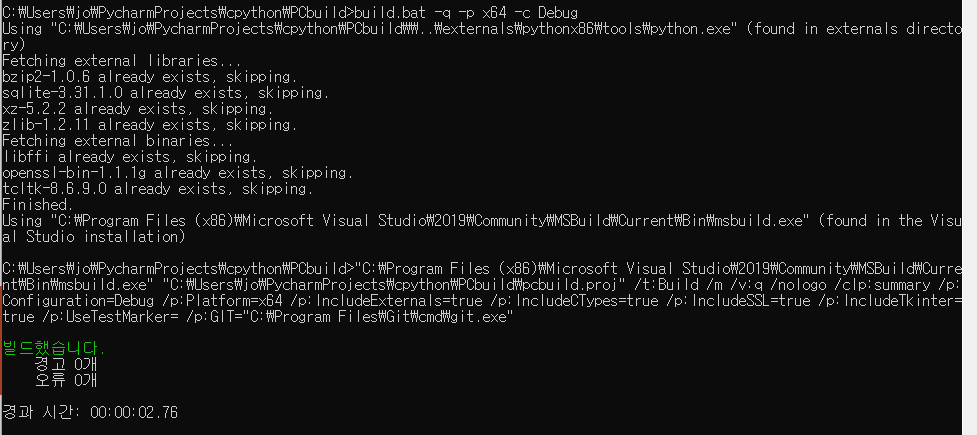 C:₩Users₩jo₩PycharmProjects₩cpython₩PCbuild>build.bat -q -p x64 -c Debug
Using "C:₩Users₩jo₩PycharmProjects₩cpython₩PCbuild₩₩..₩externals₩pythonx86₩tools₩python.exe" (found in externals directo
ry)
Fetching external libraries...
bzip2-1.0.6 already exists, skipping.
sqlite-3.31.1.0 already exists, skipping.
xz-5.2.2 already exists, skipping.
zlib-1.2.11 already exists, skipping.
Fetching external binaries...
libffi already exists, skipping.
openssl-bin-1.1.1g already exists, skipping.
tcltk-8.6.9.0 already exists, skipping.
Finished.
Using "C:₩Program Files (x86)₩Microsoft Visual Studio₩2019₩Community₩MSBuild₩Current₩Bin₩msbuild.exe" (found in the Visu
al Studio installation)
C:₩Users₩jo₩PycharmProjects₩cpython₩PCbuild>"C:₩Program Files (x86)₩Microsoft Visual Studio₩2019₩Community₩MSBuild₩Curre
nt₩Bin₩msbuild.exe" "C:₩Users₩jo₩PycharmProjects₩cpython₩PCbuild₩pcbuild.proj" /t:Build /m /v:q /nologo /clp:summary /p:
Configuration=Debug /p:Platform=x64 /p:IncludeExternals=true /p:IncludeCTypes=true /p:IncludeSSL=true /p:IncludeTkinter=
true /p:UseTestMarker= /p:GIT="C:₩Program Files₩Git₩cmd₩git.exe"
빌드했습니다.
경고 0개
오류 0개
경과 시간: 00:00:02.76